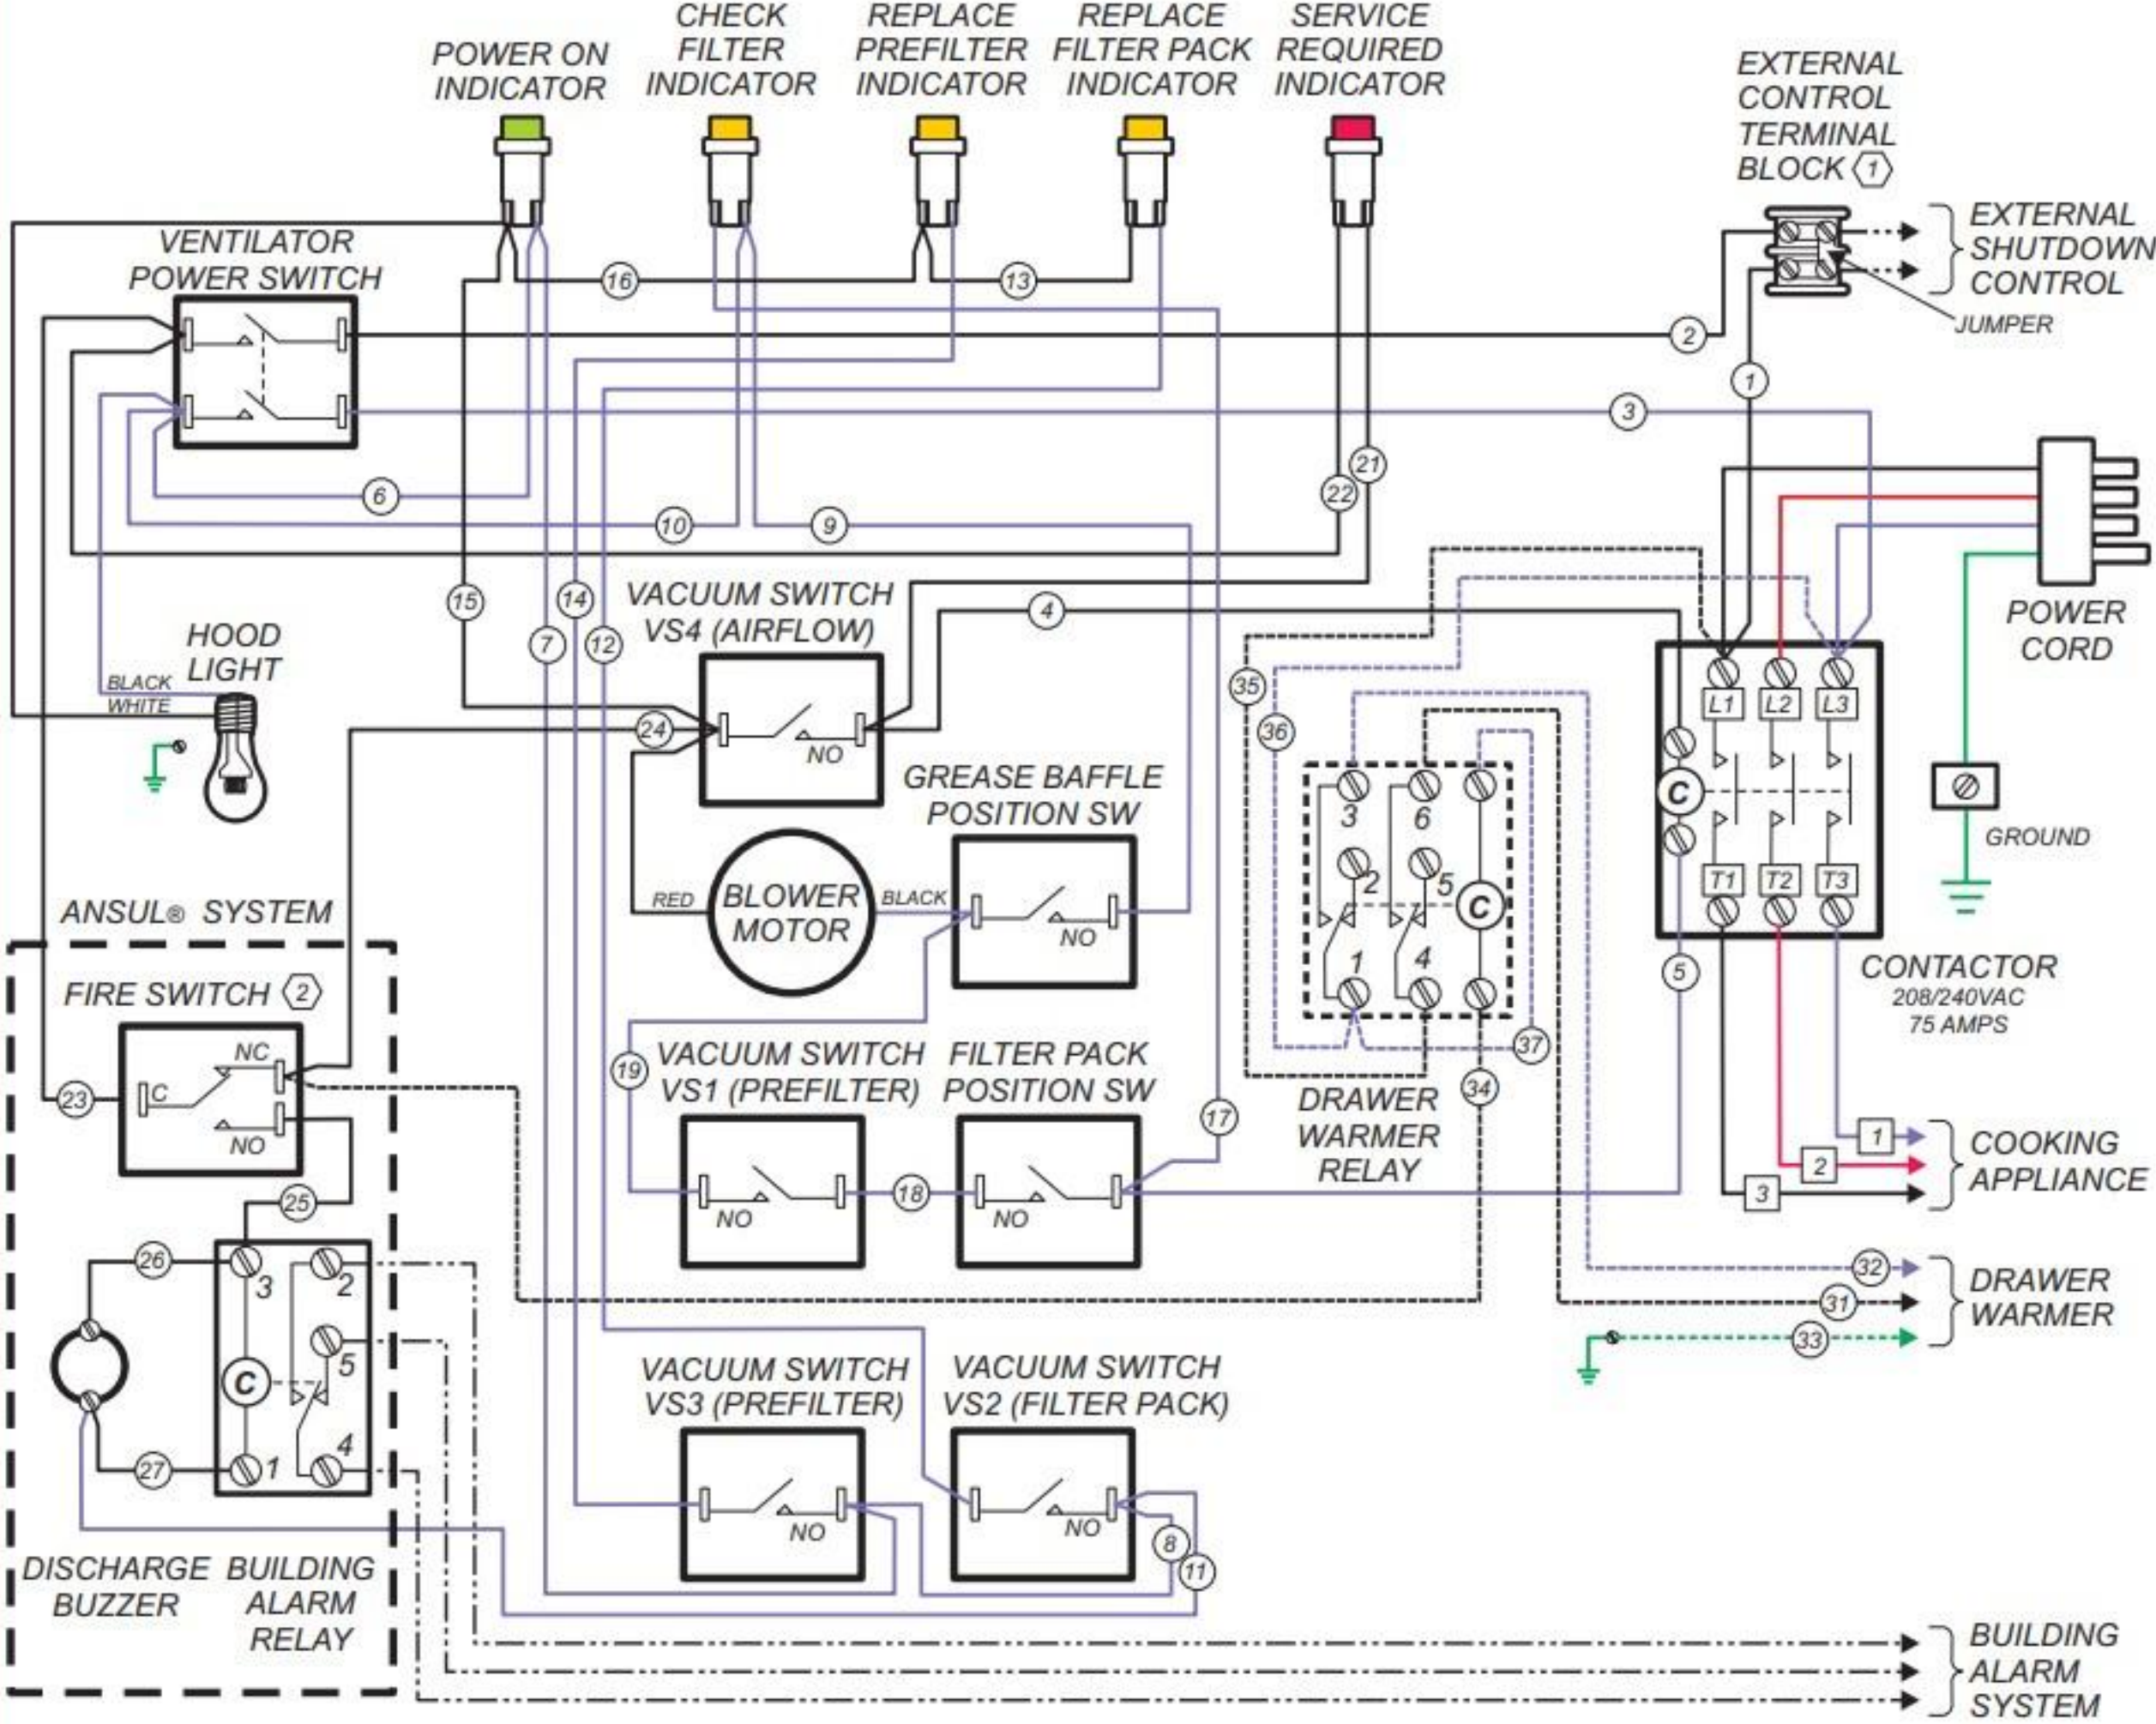 POWER ON
INDICATOR
CHECK
FILTER
INDICATOR
REPLACE
PREFILTER
INDICATOR
REPLACE
FILTER PACK
INDICATOR
SERVICE
REQUIRED
INDICATOR
EXTERNAL
CONTROL
TERMINAL
BLOCK 1
EXTERNAL
SHUTDOWN
CONTROL
JUMPER
VENTILATOR
POWER SWITCH
16
13
2
1
3
6
10
9
22
21
15
14
7
12
4
VACUUM SWITCH
VS4 (AIRFLOW)
NO
24
HOOD
LIGHT
BLACK
WHITE
POWER
CORD
L1
L2
L3
C
T1
T2
T3
GROUND
CONTACTOR
208/240VAC
75 AMPS
35
36
3
6
2
5
C
1
4
37
34
DRAWER
WARMER
RELAY
5
GREASE BAFFLE
POSITION SW
NO
RED
BLOWER
MOTOR
BLACK
ANSUL® SYSTEM
FIRE SWITCH 2
NC
C
NO
23
25
26
27
3
2
5
C
4
1
DISCHARGE
BUZZER
BUILDING
ALARM
RELAY
19
VACUUM SWITCH
VS1 (PREFILTER)
NO
18
FILTER PACK
POSITION SW
NO
17
1
2
3
COOKING
APPLIANCE
32
31
33
DRAWER
WARMER
VACUUM SWITCH
VS3 (PREFILTER)
NO
VACUUM SWITCH
VS2 (FILTER PACK)
NO
8
11
BUILDING
ALARM
SYSTEM